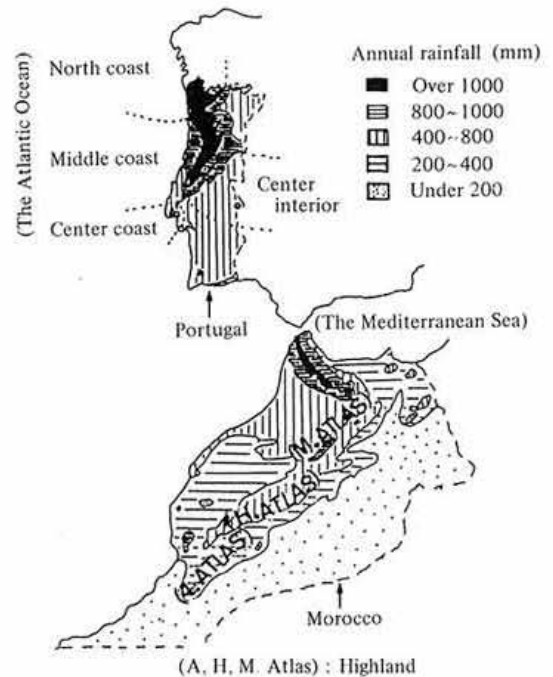 (The Atlantic Ocean)
North coast
Middle coast
Center coast
Center
interior
Portugal
Annual rainfall (mm)
Over 1000
800~1000
400~800
200~400
Under 200
(The Mediterranean Sea)
(M. ATLAS)
(H. ATLAS)
(A. ATLAS)
Morocco
(A, H, M. Atlas) : Highland